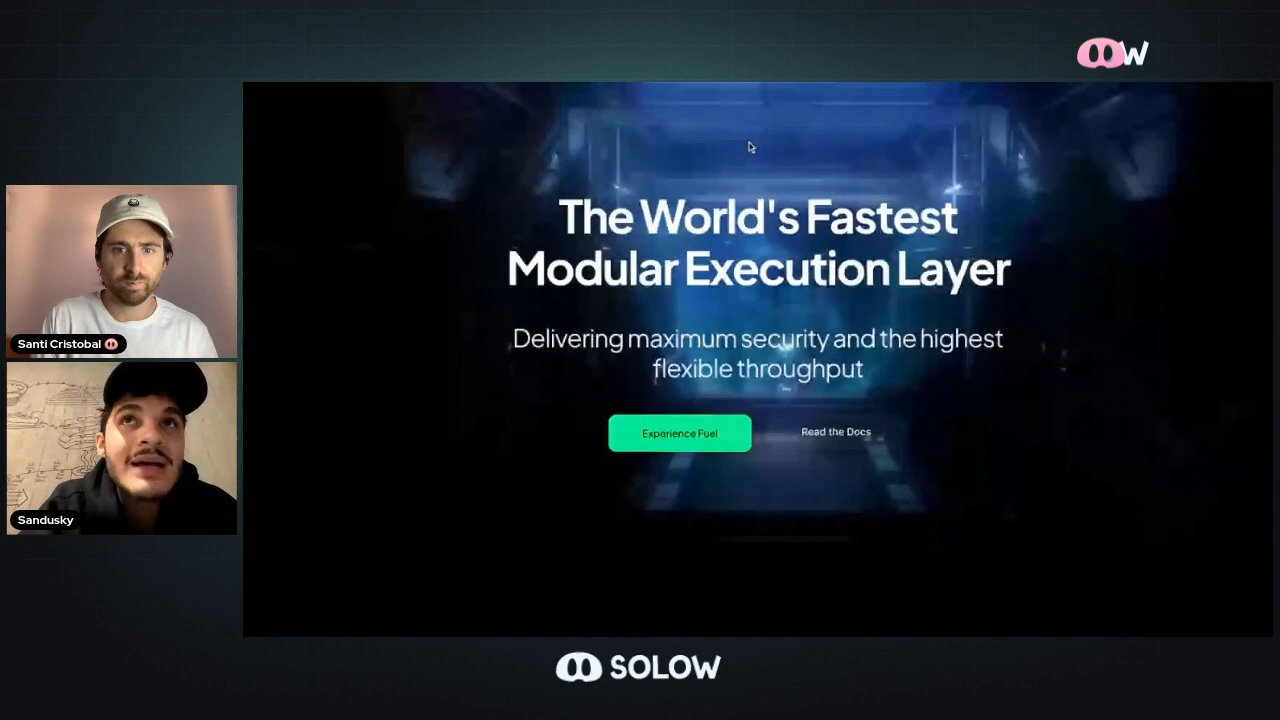 W
The World's Fastest
Modular Execution Layer
Delivering maximum security and the highest
flexible throughput
Experience Fuel
Read the Docs
Santi Cristobal
Sandusky
SOLOW